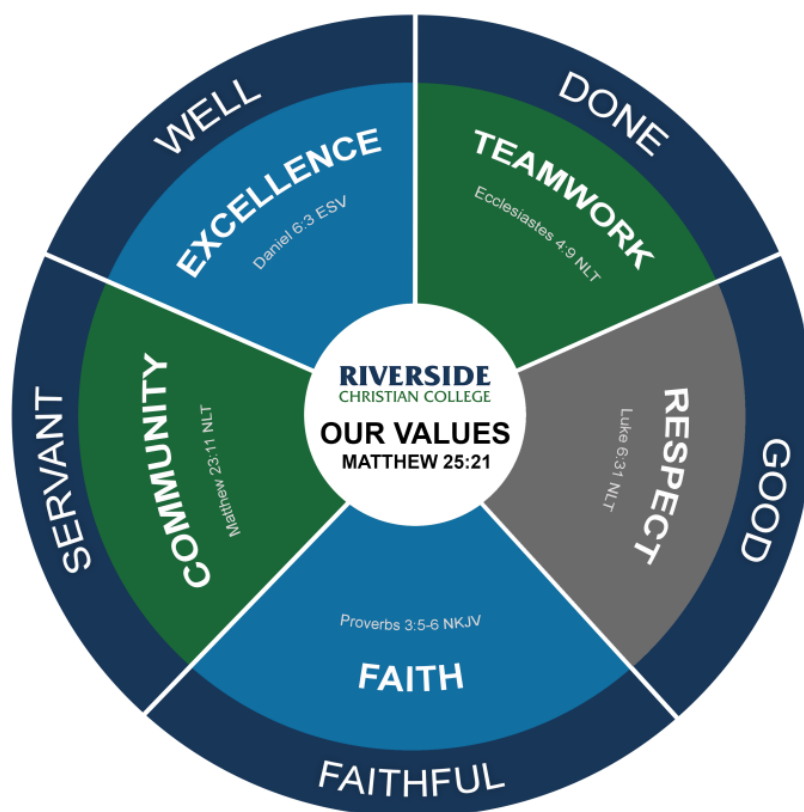 WELL
EXCELLENCE
Daniel 6:3 ESV
DONE
TEAMWORK
Ecclesiastes 4:9 NLT
GOOD
RESPECT
Luke 6:31 NLT
FAITHFUL
FAITH
Proverbs 3:5-6 NKJV
SERVANT
COMMUNITY
Matthew 23:11 NLT
RIVERSIDE
CHRISTIAN COLLEGE
OUR VALUES
MATTHEW 25:21